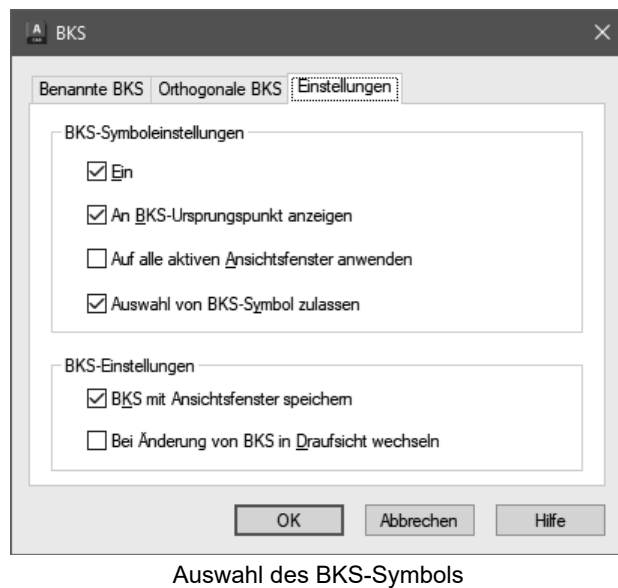 BKS
Benannte BKS Orthogonale BKS Einstellungen
BKS-Symboleinstellungen
Ein
An BKS-Ursprungspunkt anzeigen
Auf alle aktiven Ansichtsfenster anwenden
Auswahl von BKS-Symbol zulassen
BKS-Einstellungen
BKS mit Ansichtsfenster speichern
Bei Änderung von BKS in Draufsicht wechseln
OK Abbrechen Hilfe
Auswahl des BKS-Symbols